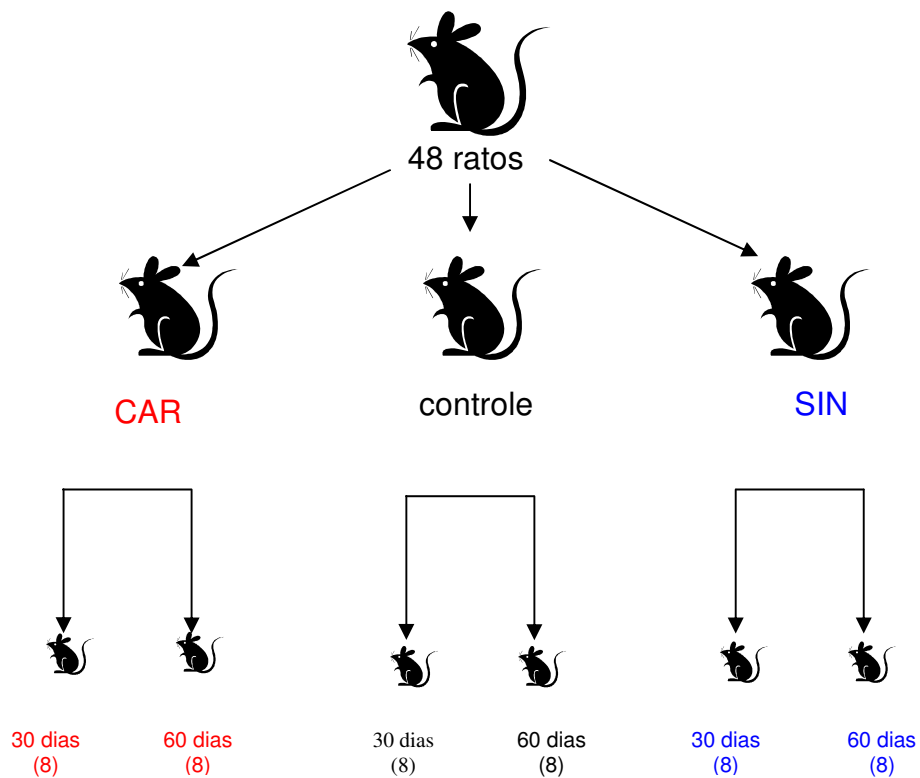 48 ratos
CAR
controle
SIN
30 dias
(8)
60 dias
(8)
30 dias
(8)
60 dias
(8)
30 dias
(8)
60 dias
(8)